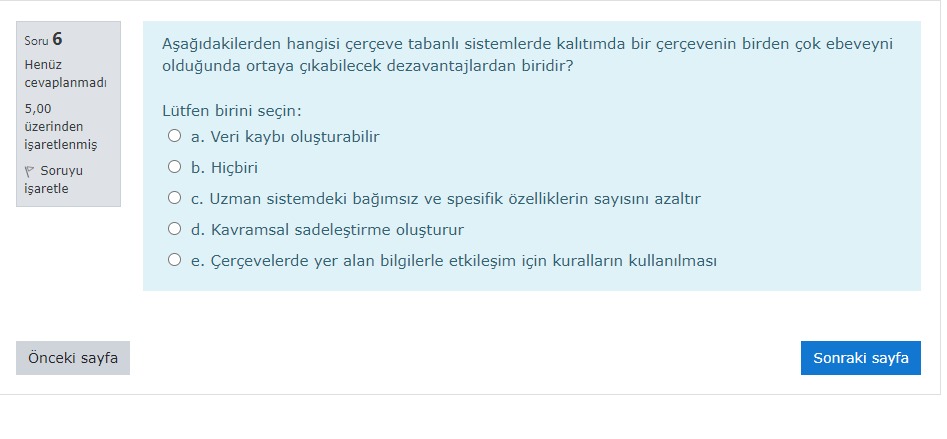 Soru 6
Henüz
cevaplanmadı
5,00
üzerinden
işaretlenmiş
Soruyu
işaretle
Aşağıdakilerden hangisi çerçeve tabanlı sistemlerde kalıtımda bir çerçevenin birden çok ebeveyni
olduğunda ortaya çıkabilecek dezavantajlardan biridir?
Lütfen birini seçin:
a. Veri kaybı oluşturabilir
b. Hiçbiri
c. Uzman sistemdeki bağımsız ve spesifik özelliklerin sayısını azaltır
d. Kavramsal sadeleştirme oluşturur
e. Çerçevelerde yer alan bilgilerle etkileşim için kuralların kullanılması
Önceki sayfa
Sonraki sayfa